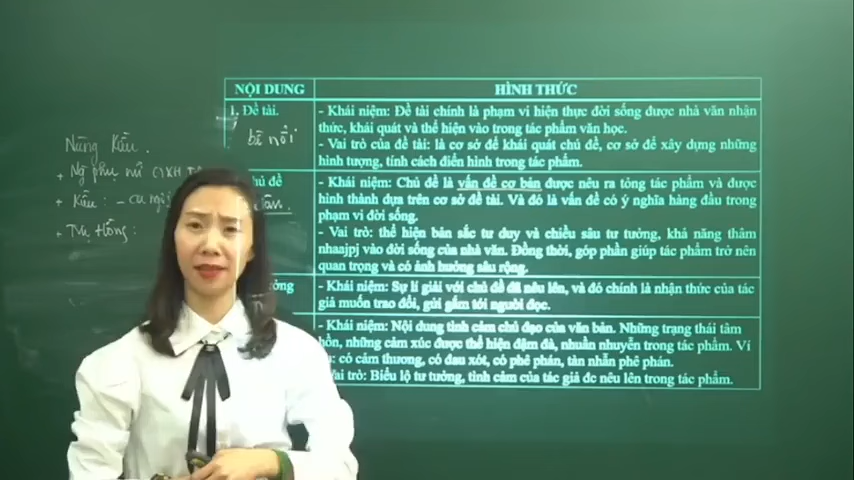 NỘI DUNG
HÌNH THỨC
1. Đề tài.
- Khái niệm: Đề tài chính là phạm vi hiện thực đời sống được nhà văn nhận
thức, khái quát và thể hiện vào trong tác phẩm văn học.
- Vai trò của đề tài: là cơ sở để khái quát chủ đề, cơ sở để xây dựng những
hình tượng, tính cách điển hình trong tác phẩm.
bề nổi
chủ đề
- Khái niệm: Chủ đề là vấn đề cơ bản được nêu ra tỏng tác phẩm và được
hình thành dựa trên cơ sở đề tài. Và đó là vấn đề có ý nghĩa hàng đầu trong
phạm vi đời sống.
- Vai trò: thể hiện bản sắc tư duy và chiều sâu tư tưởng, khả năng thâm
nhaajpj vào đời sống của nhà văn. Đồng thời, góp phần giúp tác phẩm trở nên
quan trọng và có ảnh hưởng sâu rộng.
- Khái niệm: Sự lí giải với chủ đề đã nêu lên, và đó chính là nhận thức của tác
giả muốn trao đổi, gửi gắm tới người đọc.
- Khái niệm: Nội dung tình cảm chủ đạo của văn bản. Những trạng thái tâm
hồn, những cảm xúc được thể hiện đậm đà, nhuần nhuyễn trong tác phẩm. Ví
: có cảm thương, có đau xót, có phê phán, tàn nhẫn phê phán.
Vai trò: Biểu lộ tư tưởng, tình cảm của tác giả đc nêu lên trong tác phẩm.
Nàng Kiều.
+ Ng phụ nữ
+ Kiều : - ca ngợi